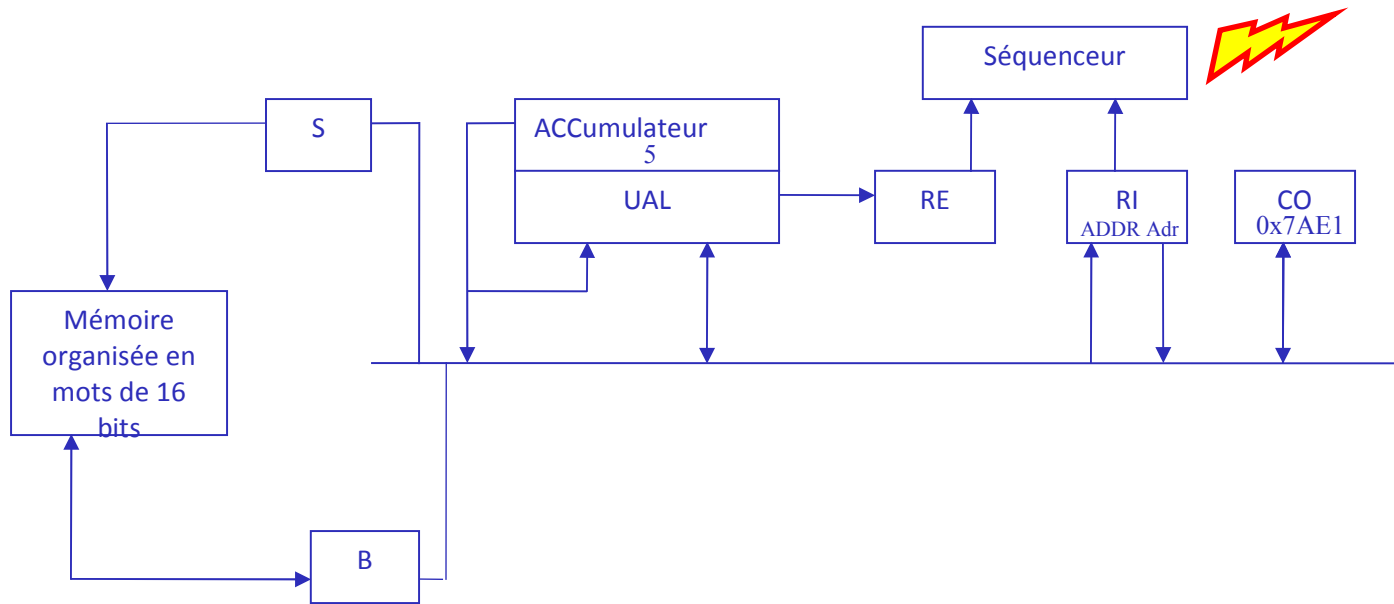 Séquenceur
S
ACCumulateur
5
UAL
RE
RI
ADDR Adr
CO
0x7AE1
Mémoire
organisée en
mots de 16
bits
B